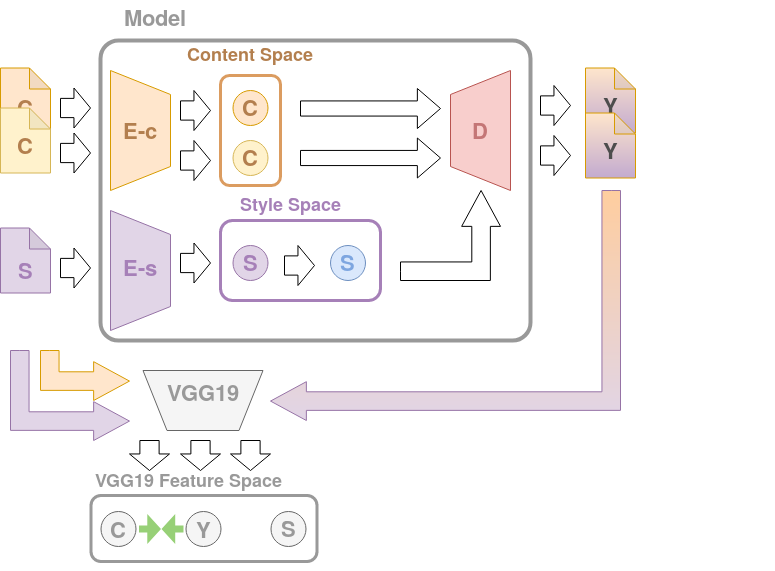 Model
Content Space
C
C
E-c
C
C
D
Y
Y
Style Space
S
E-s
S
S
VGG19
VGG19 Feature Space
C
Y
S